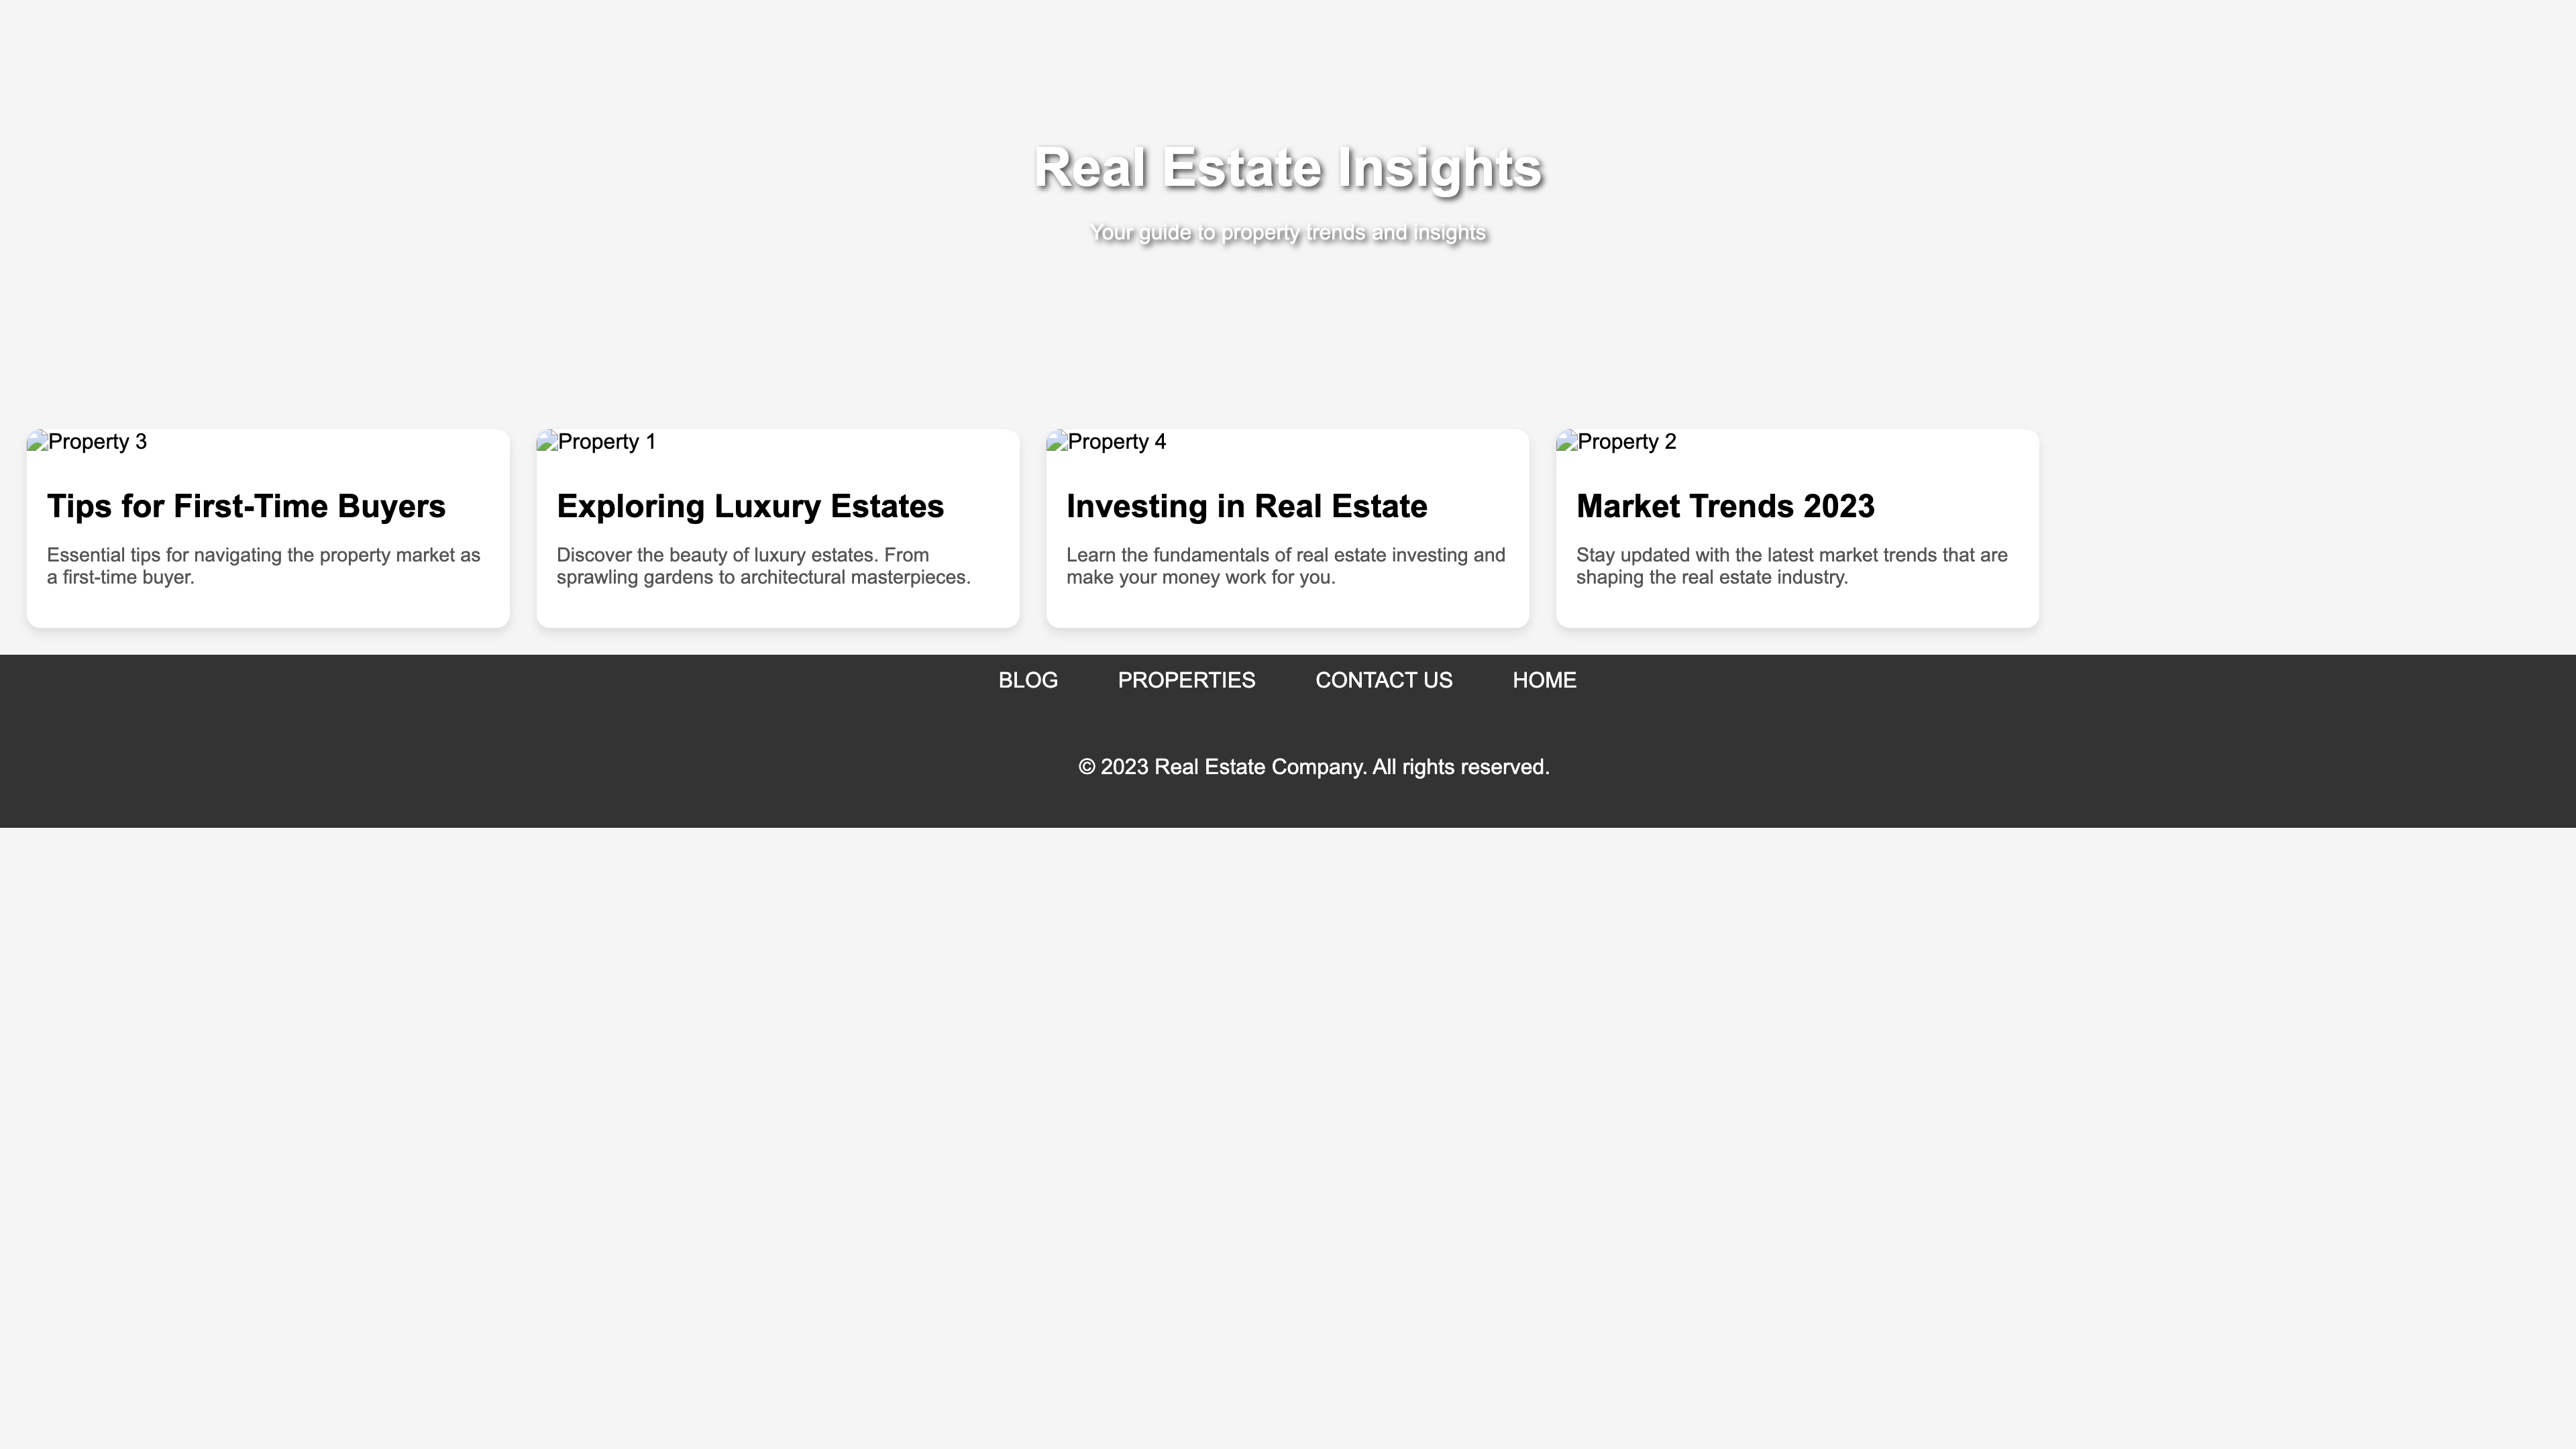 Real Estate Insights
Your guide to property trends and insights
Property 3
Tips for First-Time Buyers
Essential tips for navigating the property market as
a first-time buyer.
Property 1
Exploring Luxury Estates
Discover the beauty of luxury estates. From
sprawling gardens to architectural masterpieces.
Property 4
Investing in Real Estate
Learn the fundamentals of real estate investing and
make your money work for you.
Property 2
Market Trends 2023
Stay updated with the latest market trends that are
shaping the real estate industry.
BLOG PROPERTIES CONTACT US HOME
© 2023 Real Estate Company. All rights reserved.